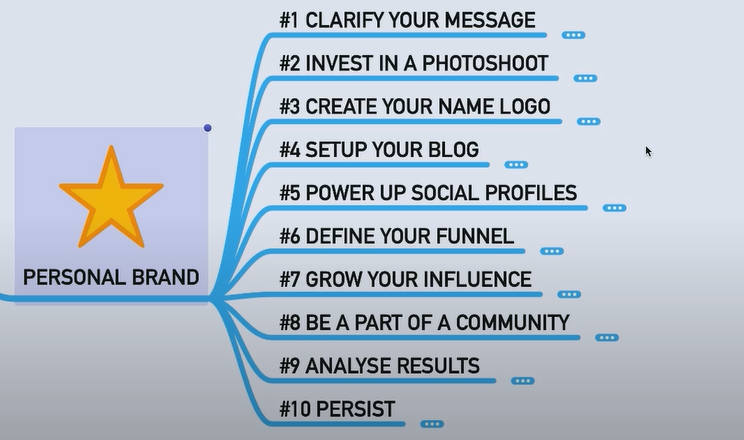 #1 CLARIFY YOUR MESSAGE
#2 INVEST IN A PHOTOSHOOT
#3 CREATE YOUR NAME LOGO
#4 SETUP YOUR BLOG
#5 POWER UP SOCIAL PROFILES
#6 DEFINE YOUR FUNNEL
PERSONAL BRAND
#7 GROW YOUR INFLUENCE
#8 BE A PART OF A COMMUNITY
#9 ANALYSE RESULTS
#10 PERSIST